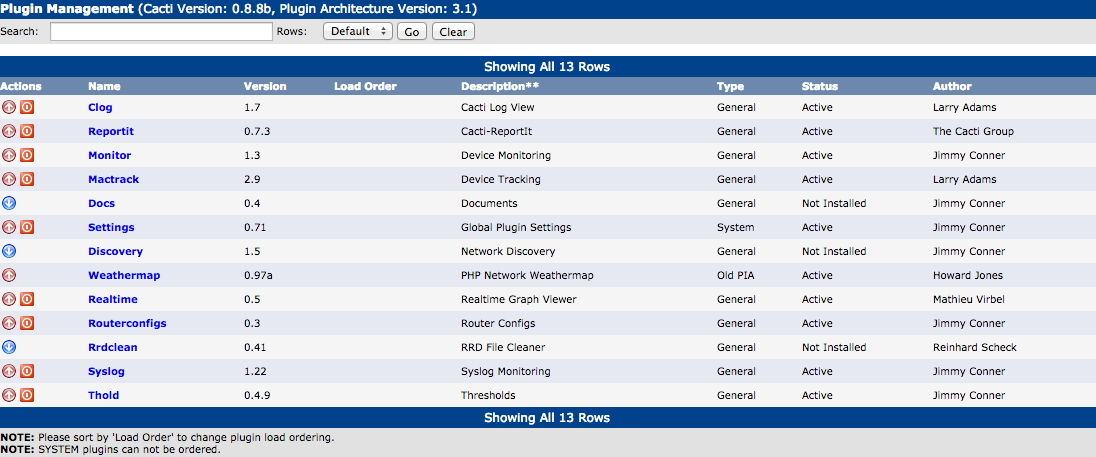 Plugin Management (Cacti Version: 0.8.8b, Plugin Architecture Version: 3.1)
Search: Rows: Default Go Clear
Showing All 13 Rows
Actions Name Version Load Order Description** Type Status Author
Clog 1.7 Cacti Log View General Active Larry Adams
Reportit 0.7.3 Cacti-ReportIt General Active The Cacti Group
Monitor 1.3 Device Monitoring General Active Jimmy Conner
Mactrack 2.9 Device Tracking General Active Larry Adams
Docs 0.4 Documents General Not Installed Jimmy Conner
Settings 0.71 Global Plugin Settings System Active Jimmy Conner
Discovery 1.5 Network Discovery General Not Installed Jimmy Conner
Weathermap 0.97a PHP Network Weathermap Old PIA Active Howard Jones
Realtime 0.5 Realtime Graph Viewer General Active Mathieu Virbel
Routerconfigs 0.3 Router Configs General Active Jimmy Conner
Rrdclean 0.41 RRD File Cleaner General Not Installed Reinhard Scheck
Syslog 1.22 Syslog Monitoring General Active Jimmy Conner
Thold 0.4.9 Thresholds General Active Jimmy Conner
Showing All 13 Rows
NOTE: Please sort by 'Load Order' to change plugin load ordering.
NOTE: SYSTEM plugins can not be ordered.